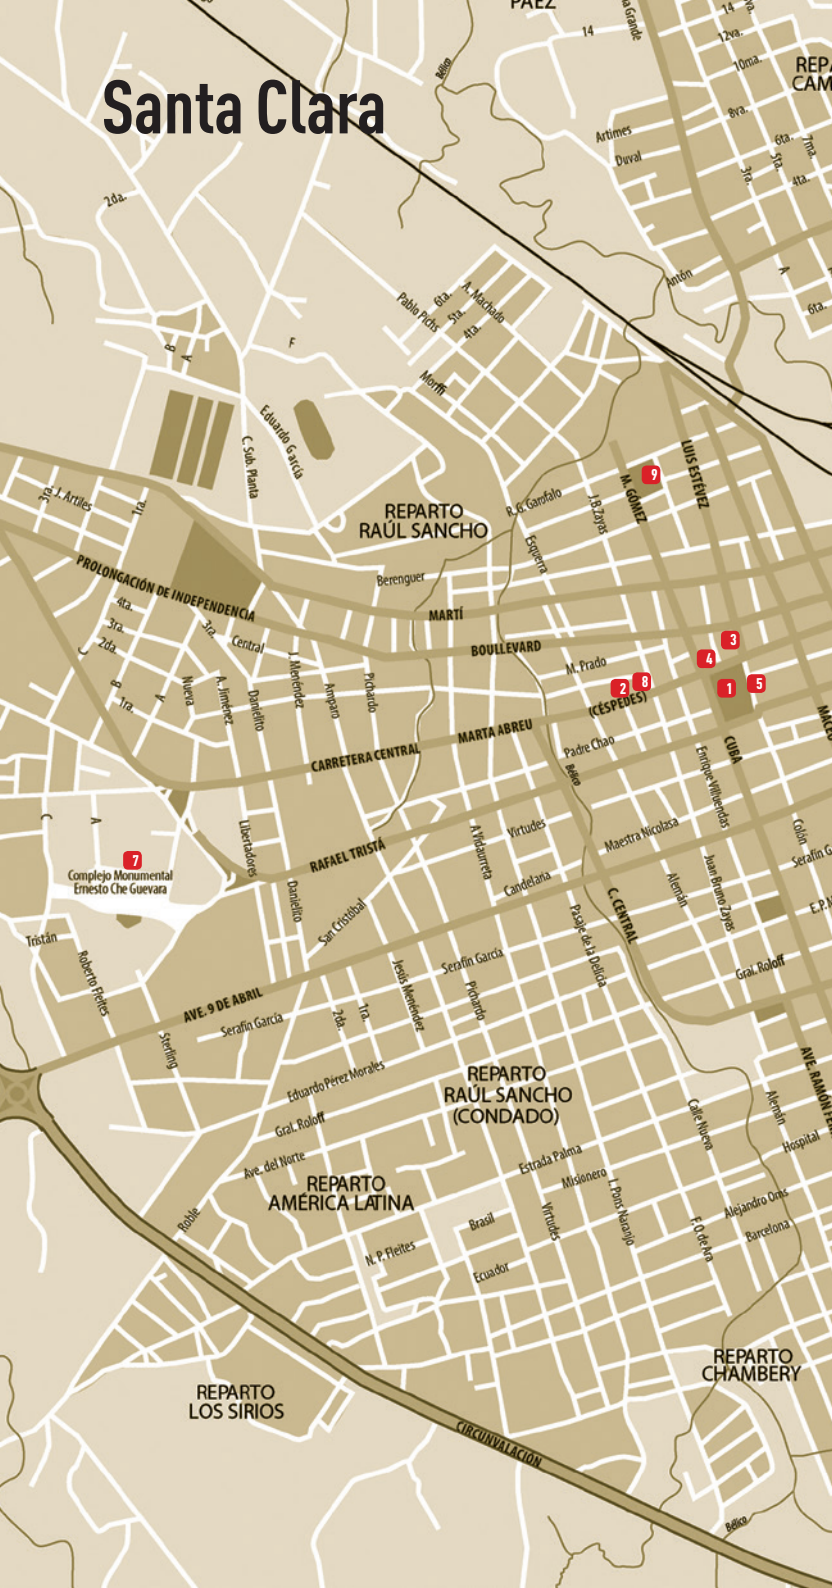 PÁEZ
14
14
12va.
10ma.
8va.
6ta.
7ma.
5ta.
3ra.
4ta.
Bélico
Santa Clara
Artimes
Duval
2da.
Antón
A
6ta.
Pablo Pichs
6ta.
A. Machado
5ta.
4ta.
B
A
F
Morffi
Eduardo García
C. Sub. Planta
LUIS ESTÉVEZ
9
M. GÓMEZ
3ra.
J. Artiles
1ra.
REPARTO
RAÚL SANCHO
R. G. Garofalo
J.B. Zayas
Esquerra
Berenguer
PROLONGACIÓN DE INDEPENDENCIA
4ta.
3ra.
2da.
MARTÍ
3ra.
Central
BOULLEVARD
3
4
M. Prado
C
B
1ra.
A
Nueva
A. Jiménez
Danielito
J. Menéndez
Amparo
Pichardo
2
8
1
5
(CÉSPEDES)
MARTA ABREU
CARRETERA CENTRAL
Padre Chao
Bélico
CUBA
Enrique Villuendas
C
A
7
Complejo Monumental
Ernesto Che Guevara
Libertadores
RAFAEL TRISTÁ
A Vidaurreta
Virtudes
Maestra Nicolasa
Colón
Candelaria
Danielito
San Cristóbal
Alemán
Juan Bruno Zayas
C. CENTRAL
Pasaje de la Delicia
Tristán
Roberto Fleites
Serafín García
Gral. Roloff
Jesús Menéndez
Pichardo
AVE. 9 DE ABRIL
Serafín García
2da.
1ra.
Sterling
REPARTO
RAÚL SANCHO
(CONDADO)
Eduardo Pérez Morales
Gral. Roloff
Ave. del Norte
Calle Nueva
Alemán
Hospital
REPARTO
AMÉRICA LATINA
Estrada Palma
Misionero
I. Pons Naranjo
Virtudes
Roble
Brasil
Alejandro Oms
Barcelona
F. O. de Ara
N. P. Fleites
Ecuador
REPARTO
CHAMBERY
REPARTO
LOS SIRIOS
CIRCUNVALACIÓN
Bélico